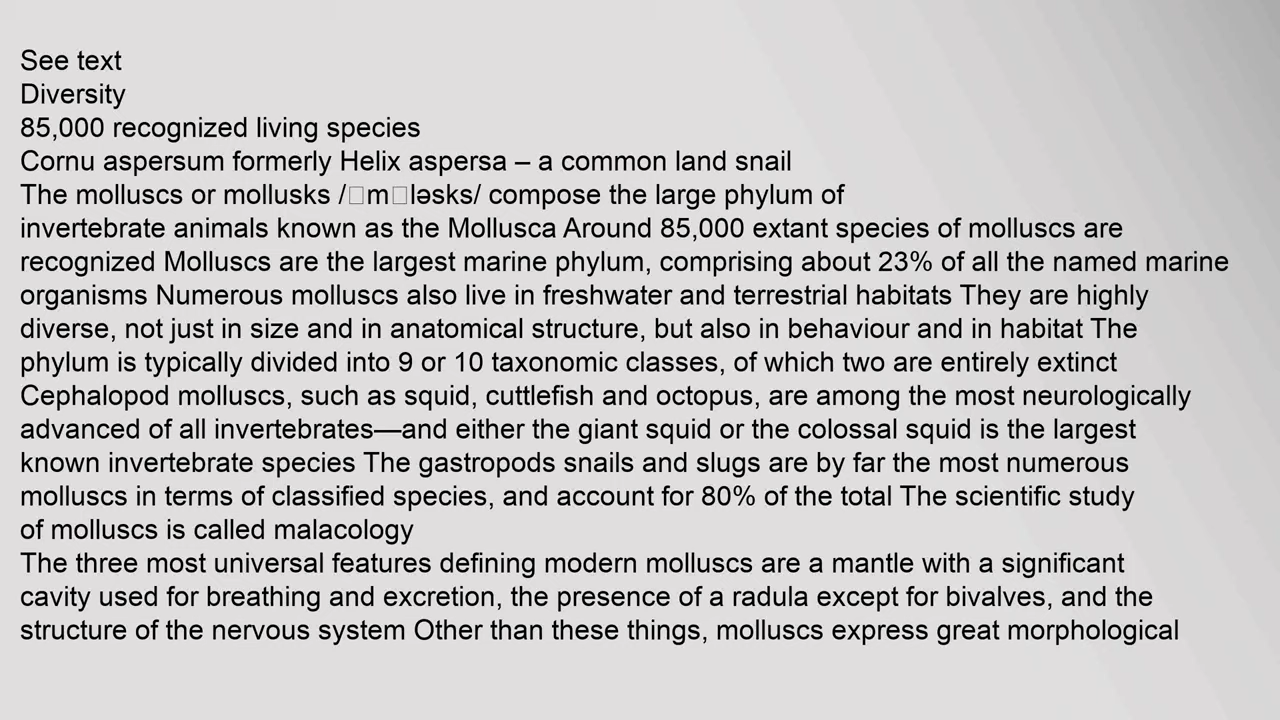 See text
Diversity
85,000 recognized living species
Cornu aspersum formerly Helix aspersa – a common land snail
The molluscs or mollusks /□m□ləsks/ compose the large phylum of
invertebrate animals known as the Mollusca Around 85,000 extant species of molluscs are
recognized Molluscs are the largest marine phylum, comprising about 23% of all the named marine
organisms Numerous molluscs also live in freshwater and terrestrial habitats They are highly
diverse, not just in size and in anatomical structure, but also in behaviour and in habitat The
phylum is typically divided into 9 or 10 taxonomic classes, of which two are entirely extinct
Cephalopod molluscs, such as squid, cuttlefish and octopus, are among the most neurologically
advanced of all invertebrates—and either the giant squid or the colossal squid is the largest
known invertebrate species The gastropods snails and slugs are by far the most numerous
molluscs in terms of classified species, and account for 80% of the total The scientific study
of molluscs is called malacology
The three most universal features defining modern molluscs are a mantle with a significant
cavity used for breathing and excretion, the presence of a radula except for bivalves, and the
structure of the nervous system Other than these things, molluscs express great morphological